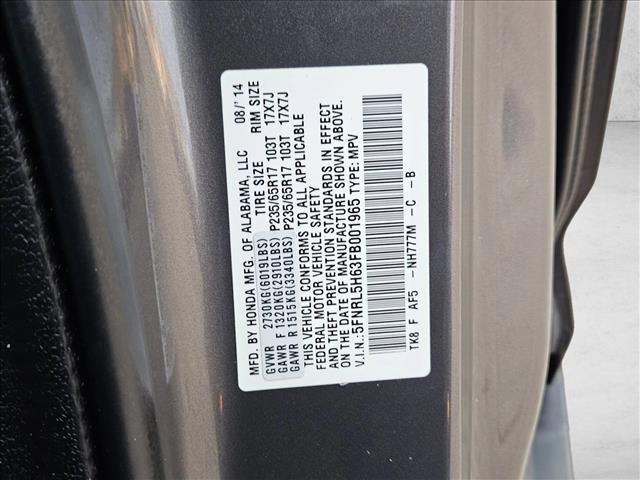 MFD. BY HONDA MFG. OF ALABAMA, LLC 08/'14
TIRE SIZE RIM SIZE
GVWR 2730KG(6019LBS)
GAWR F 1320KG(2910LBS) P235/65R17 103T 17X7J
GAWR R 1515KG(3340LBS) P235/65R17 103T 17X7J
THIS VEHICLE CONFORMS TO ALL APPLICABLE
FEDERAL MOTOR VEHICLE SAFETY
AND THEFT PREVENTION STANDARDS IN EFFECT
ON THE DATE OF MANUFACTURE SHOWN ABOVE.
V.I.N.:5FNRL5H63FB001965 TYPE: MPV
TK8 F AF5 -NH777M -C -B